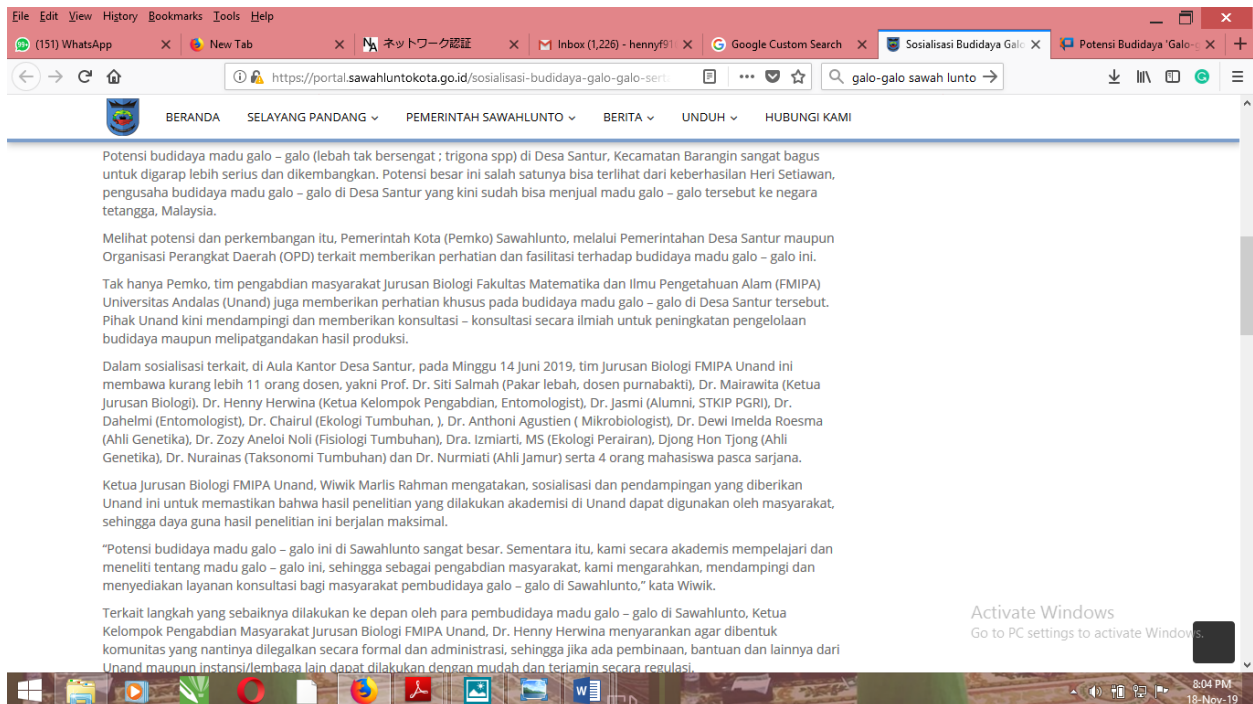 File Edit View History Bookmarks Tools Help
(151) WhatsApp
New Tab
ネットワーク認証
Inbox (1,226) - hennyf91
Google Custom Search
Sosialisasi Budidaya Galo
Potensi Budidaya 'Galo-g
https://portal.sawahluntokota.go.id/sosialisasi-budidaya-galo-galo-serta
galo-galo sawah lunto
BERANDA SELAYANG PANDANG PEMERINTAH SAWAHLUNTO BERITA UNDUH HUBUNGI KAMI
Potensi budidaya madu galo – galo (lebah tak bersengat ; trigona spp) di Desa Santur, Kecamatan Barangin sangat bagus
untuk digarap lebih serius dan dikembangkan. Potensi besar ini salah satunya bisa terlihat dari keberhasilan Heri Setiawan,
pengusaha budidaya madu galo – galo di Desa Santur yang kini sudah bisa menjual madu galo – galo tersebut ke negara
tetangga, Malaysia.
Melihat potensi dan perkembangan itu, Pemerintah Kota (Pemko) Sawahlunto, melalui Pemerintahan Desa Santur maupun
Organisasi Perangkat Daerah (OPD) terkait memberikan perhatian dan fasilitasi terhadap budidaya madu galo – galo ini.
Tak hanya Pemko, tim pengabdian masyarakat Jurusan Biologi Fakultas Matematika dan Ilmu Pengetahuan Alam (FMIPA)
Universitas Andalas (Unand) juga memberikan perhatian khusus pada budidaya madu galo – galo di Desa Santur tersebut.
Pihak Unand kini mendampingi dan memberikan konsultasi – konsultasi secara ilmiah untuk peningkatan pengelolaan
budidaya maupun melipatgandakan hasil produksi.
Dalam sosialisasi terkait, di Aula Kantor Desa Santur, pada Minggu 14 Juni 2019, tim Jurusan Biologi FMIPA Unand ini
membawa kurang lebih 11 orang dosen, yakni Prof. Dr. Siti Salmah (Pakar lebah, dosen purnabakti), Dr. Mairawita (Ketua
Jurusan Biologi). Dr. Henny Herwina (Ketua Kelompok Pengabdian, Entomologist), Dr. Jasmi (Alumni, STKIP PGRI), Dr.
Dahelmi (Entomologist), Dr. Chairul (Ekologi Tumbuhan, ), Dr. Anthoni Agustien ( Mikrobiologist), Dr. Dewi Imelda Roesma
(Ahli Genetika), Dr. Zozy Aneloi Noli (Fisiologi Tumbuhan), Dra. Izmiarti, MS (Ekologi Perairan), Djong Hon Tjong (Ahli
Genetika), Dr. Nurainas (Taksonomi Tumbuhan) dan Dr. Nurmiati (Ahli Jamur) serta 4 orang mahasiswa pasca sarjana.
Ketua Jurusan Biologi FMIPA Unand, Wiwik Marlis Rahman mengatakan, sosialisasi dan pendampingan yang diberikan
Unand ini untuk memastikan bahwa hasil penelitian yang dilakukan akademisi di Unand dapat digunakan oleh masyarakat,
sehingga daya guna hasil penelitian ini berjalan maksimal.
“Potensi budidaya madu galo – galo ini di Sawahlunto sangat besar. Sementara itu, kami secara akademis mempelajari dan
meneliti tentang madu galo – galo ini, sehingga sebagai pengabdian masyarakat, kami mengarahkan, mendampingi dan
menyediakan layanan konsultasi bagi masyarakat pembudidaya galo – galo di Sawahlunto,” kata Wiwik.
Terkait langkah yang sebaiknya dilakukan ke depan oleh para pembudidaya madu galo – galo di Sawahlunto, Ketua
Kelompok Pengabdian Masyarakat Jurusan Biologi FMIPA Unand, Dr. Henny Herwina menyarankan agar dibentuk
komunitas yang nantinya dilegalkan secara formal dan administrasi, sehingga jika ada pembinaan, bantuan dan lainnya dari
Unand maupun instansi/lembaga lain dapat dilakukan dengan mudah dan terjamin secara regulasi.
Activate Windows
Go to PC settings to activate Windows.
8:04 PM
18-Nov-19